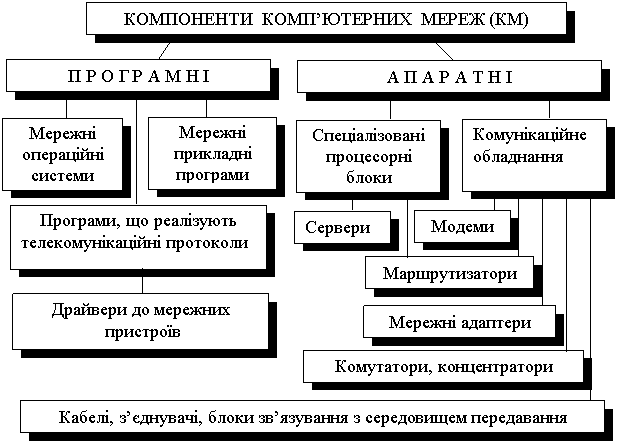 КОМПОНЕНТИ КОМП'ЮТЕРНИХ МЕРЕЖ (КМ)
П Р О Г Р А М Н І
А П А Р А Т Н І
Мережні
операційні
системи
Мережні
прикладні
програми
Спеціалізовані
процесорні
блоки
Комунікаційне
обладнання
Програми, що реалізують
телекомунікаційні протоколи
Сервери
Модеми
Маршрутизатори
Драйвери до мережних
пристроїв
Мережні адаптери
Комутатори, концентратори
Кабелі, з'єднувачі, блоки зв'язування з середовищем передавання